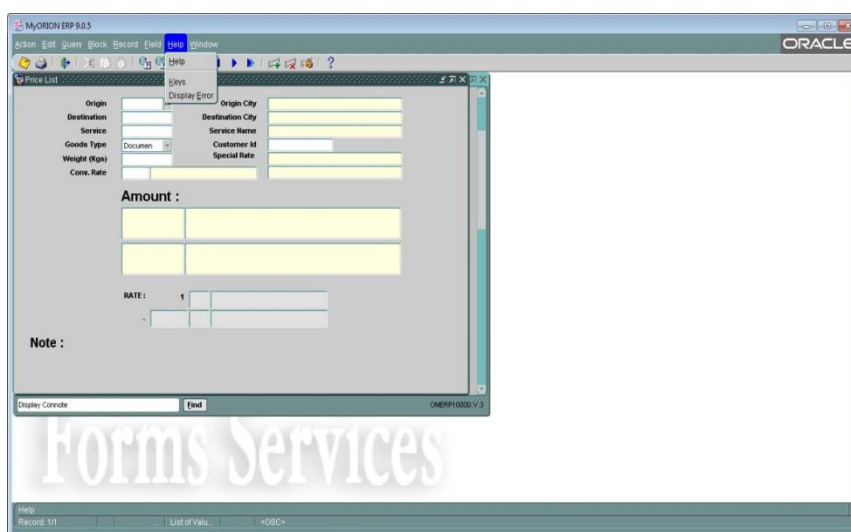 MyORION ERP 9.0.5
Action Edit Query Block Record Field Help Window
ORACLE
Help
Keys
Display Error
Price List
Origin
Origin City
Destination
Destination City
Service
Service Name
Goods Type
Documen
Customer Id
Weight (Kgs)
Special Rate
Conv. Rate
Amount :
RATE :
1
-
Note :
Display Connote
Find
OMERP10000.V.3
Forms Services
Help
Record: 1/1
...
List of Valu...
<OSC>